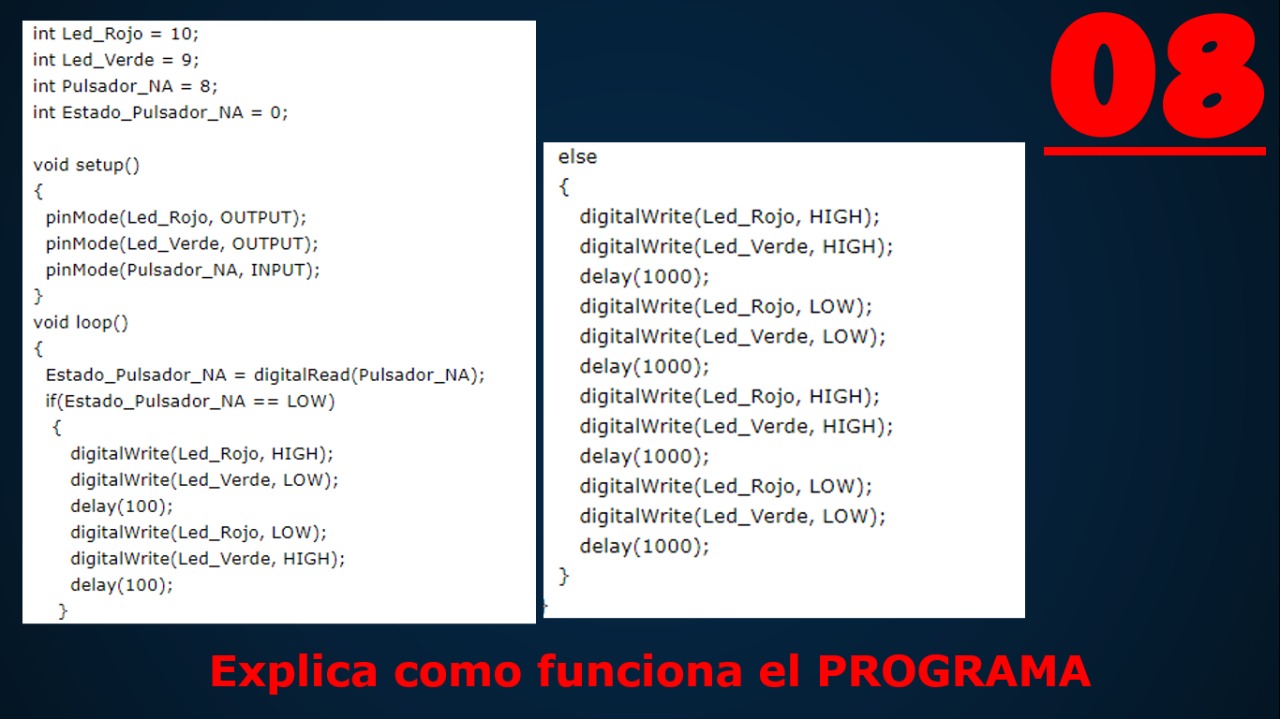 08
int Led_Rojo = 10;
int Led_Verde = 9;
int Pulsador_NA = 8;
int Estado_Pulsador_NA = 0;
void setup()
{
pinMode(Led_Rojo, OUTPUT);
pinMode(Led_Verde, OUTPUT);
pinMode(Pulsador_NA, INPUT);
}
void loop()
{
Estado_Pulsador_NA = digitalRead(Pulsador_NA);
if(Estado_Pulsador_NA == LOW)
{
digitalWrite(Led_Rojo, HIGH);
digitalWrite(Led_Verde, LOW);
delay(100);
digitalWrite(Led_Rojo, LOW);
digitalWrite(Led_Verde, HIGH);
delay(100);
}
else
{
digitalWrite(Led_Rojo, HIGH);
digitalWrite(Led_Verde, HIGH);
delay(1000);
digitalWrite(Led_Rojo, LOW);
digitalWrite(Led_Verde, LOW);
delay(1000);
digitalWrite(Led_Rojo, HIGH);
digitalWrite(Led_Verde, HIGH);
delay(1000);
digitalWrite(Led_Rojo, LOW);
digitalWrite(Led_Verde, LOW);
delay(1000);
}
}
Explica como funciona el PROGRAMA